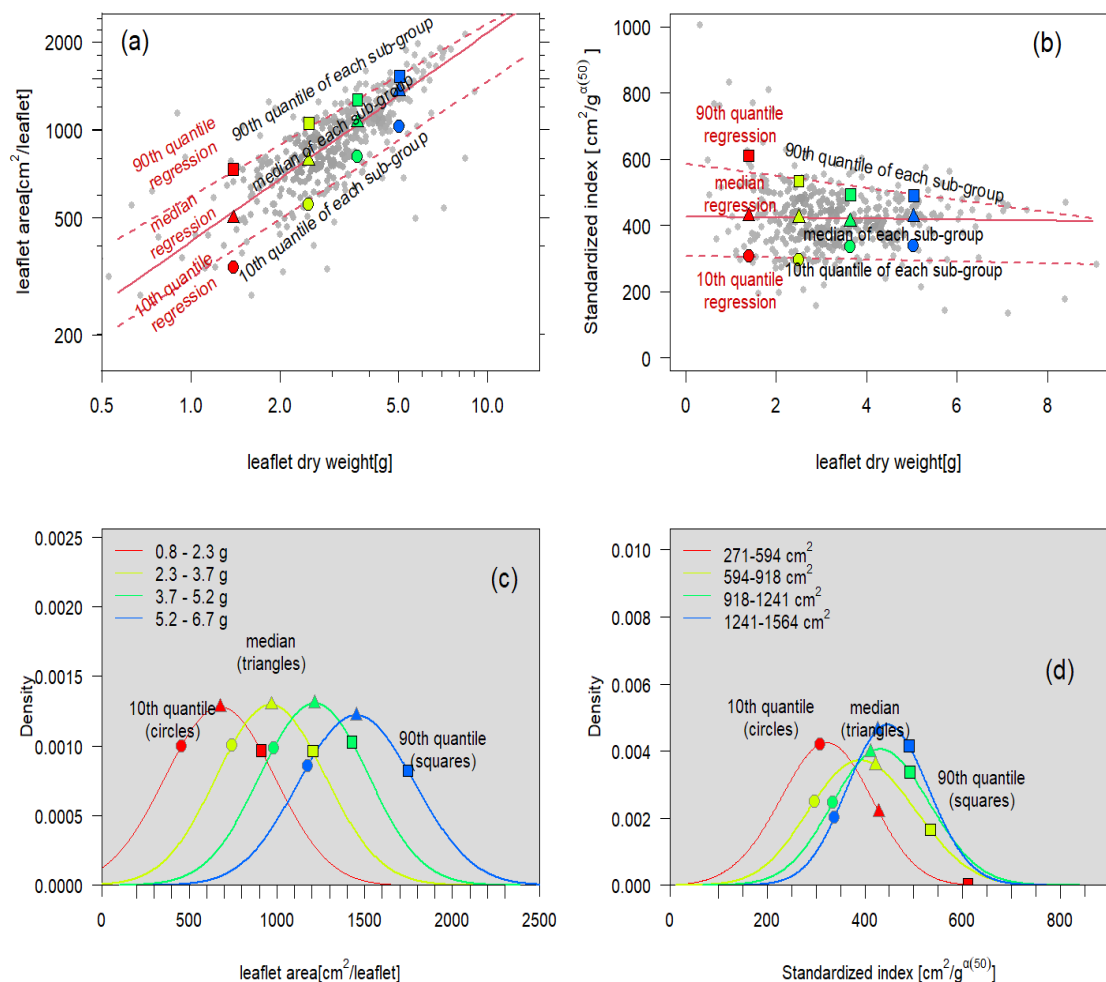 (a)
leaflet area[cm²/leaflet]
2000
1000
500
200
90th quantile
regression
median
regression
10th quantile
regression
90th quantile of each sub-group
median of each sub-group
10th quantile of each sub-group
0.5
1.0
2.0
5.0
10.0
leaflet dry weight[g]
(b)
Standardized index [cm²/g^α(50)]
1000
800
600
400
200
0
90th quantile
regression
median
regression
10th quantile
regression
90th quantile of each sub-group
median of each sub-group
10th quantile of each sub-group
0
2
4
6
8
leaflet dry weight[g]
(c)
Density
0.0025
0.0020
0.0015
0.0010
0.0005
0.0000
0.8 - 2.3 g
2.3 - 3.7 g
3.7 - 5.2 g
5.2 - 6.7 g
median
(triangles)
10th quantile
(circles)
90th quantile
(squares)
0
500
1000
1500
2000
2500
leaflet area[cm²/leaflet]
(d)
Density
0.010
0.008
0.006
0.004
0.002
0.000
271-594 cm²
594-918 cm²
918-1241 cm²
1241-1564 cm²
10th quantile
(circles)
median
(triangles)
90th quantile
(squares)
0
200
400
600
800
Standardized index [cm²/g^α(50)]